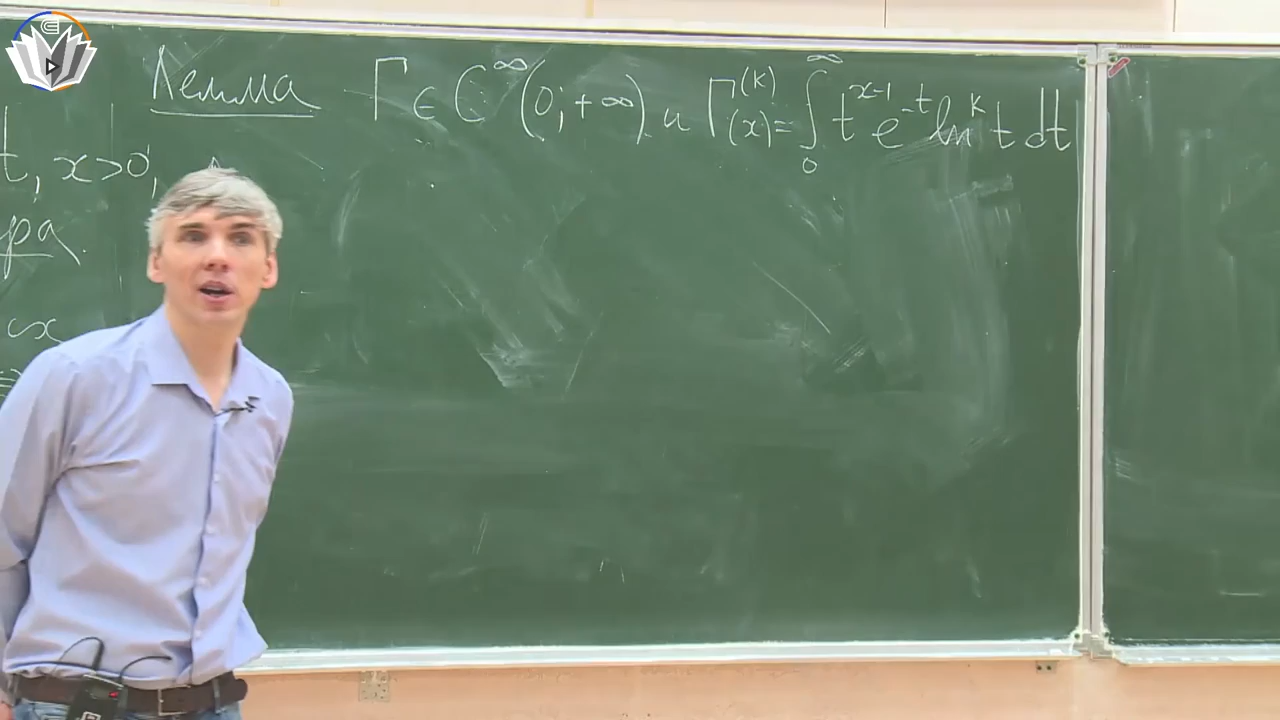 Лемма Γ ∈ C^∞(0;+∞) и Γ^(k)(x) = ∫_0^∞ t^{x-1} e^{-t} ln^k t dt
t, x>0,
ра.
x